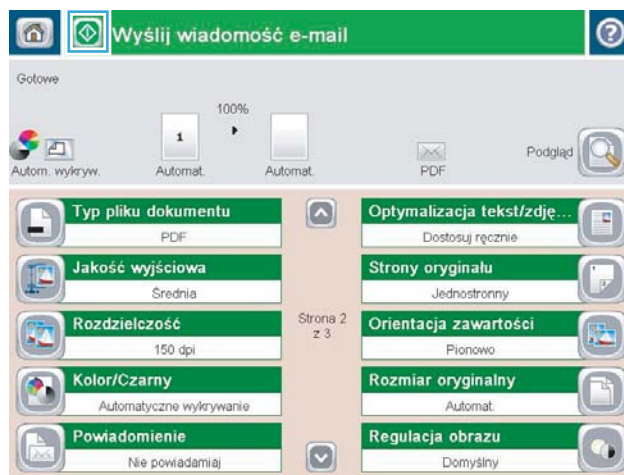 Wyślij wiadomość e-mail
Gotowe
100%
1
Autom. wykryw.
Automat.
Automat.
PDF
Podgląd
Typ pliku dokumentu
PDF
Jakość wyjściowa
Średnia
Rozdzielczość
150 dpi
Kolor/Czarny
Automatyczne wykrywanie
Powiadomienie
Nie powiadamiaj
Strona 2
z 3
Optymalizacja tekst/zdję...
Dostosuj ręcznie
Strony oryginału
Jednostronny
Orientacja zawartości
Pionowo
Rozmiar oryginalny
Automat.
Regulacja obrazu
Domyślny